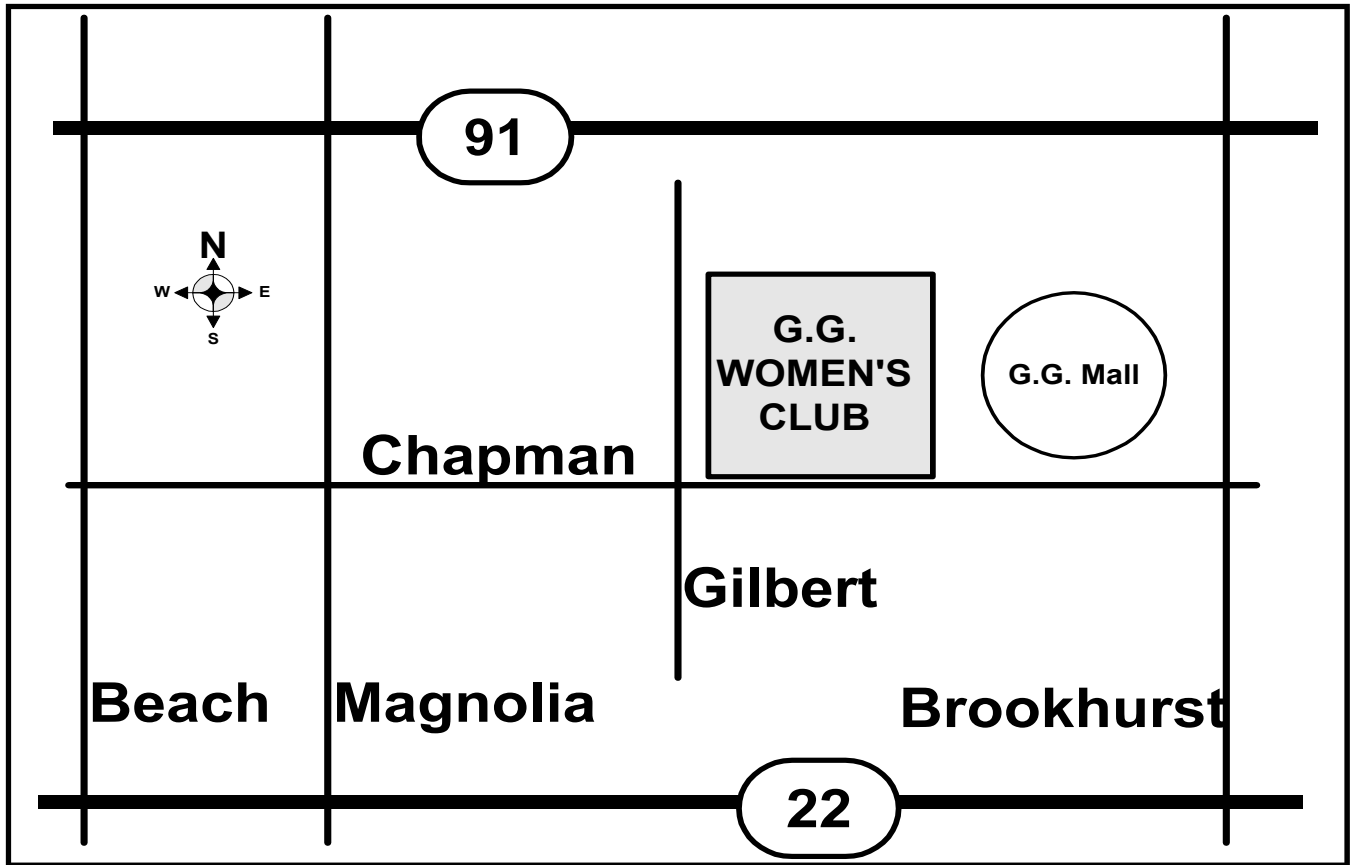 91
N
W E
S
G.G.
WOMEN'S
CLUB
G.G. Mall
Chapman
Gilbert
Beach
Magnolia
Brookhurst
22